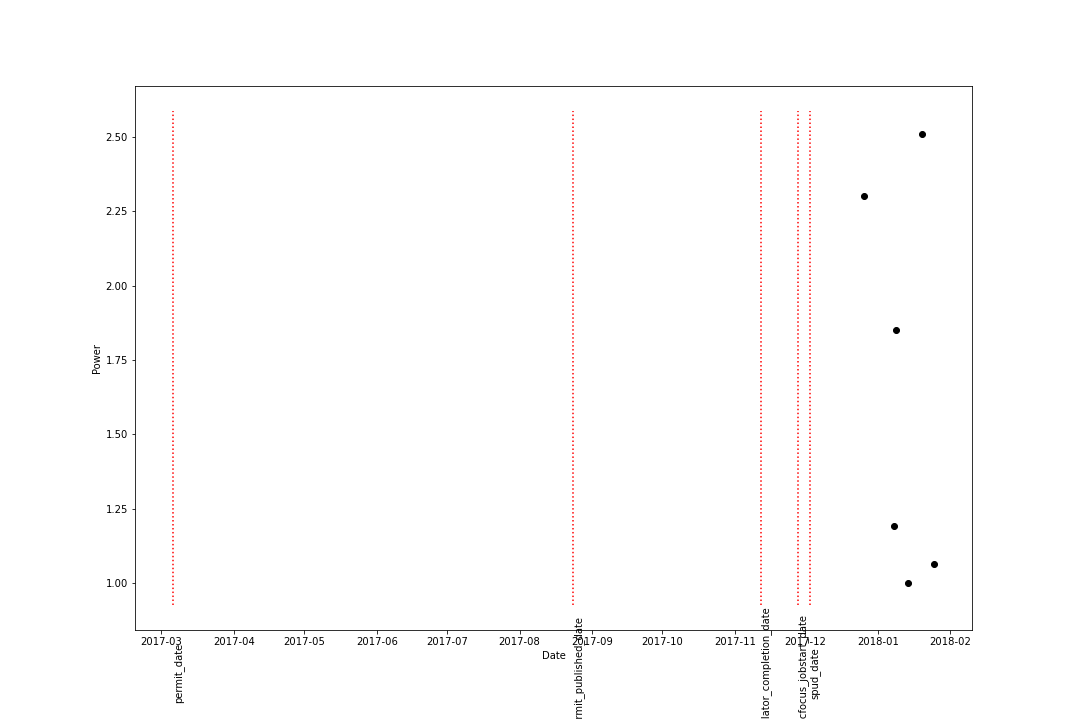 2.50
2.25
2.00
1.75
1.50
1.25
1.00
Power
2017-03 2017-04 2017-05 2017-06 2017-07 2017-08 2017-09 2017-10 2017-11 2017-12 2018-01 2018-02
Date
permit_date
rmit_published_date
lator_completion_date
cfocus_jobstart_date
spud_date